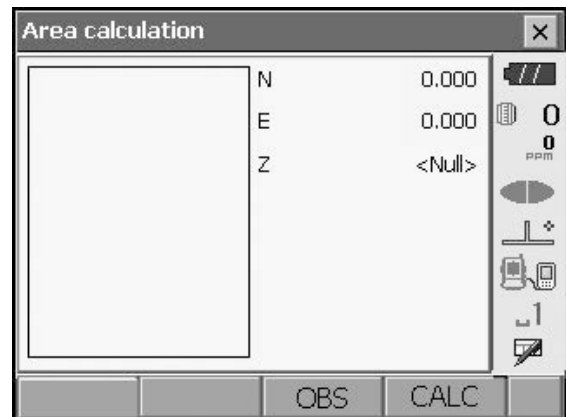 Area calculation
N 0.000
E 0.000
Z <Null>
0
0
PPM
1
OBS CALC